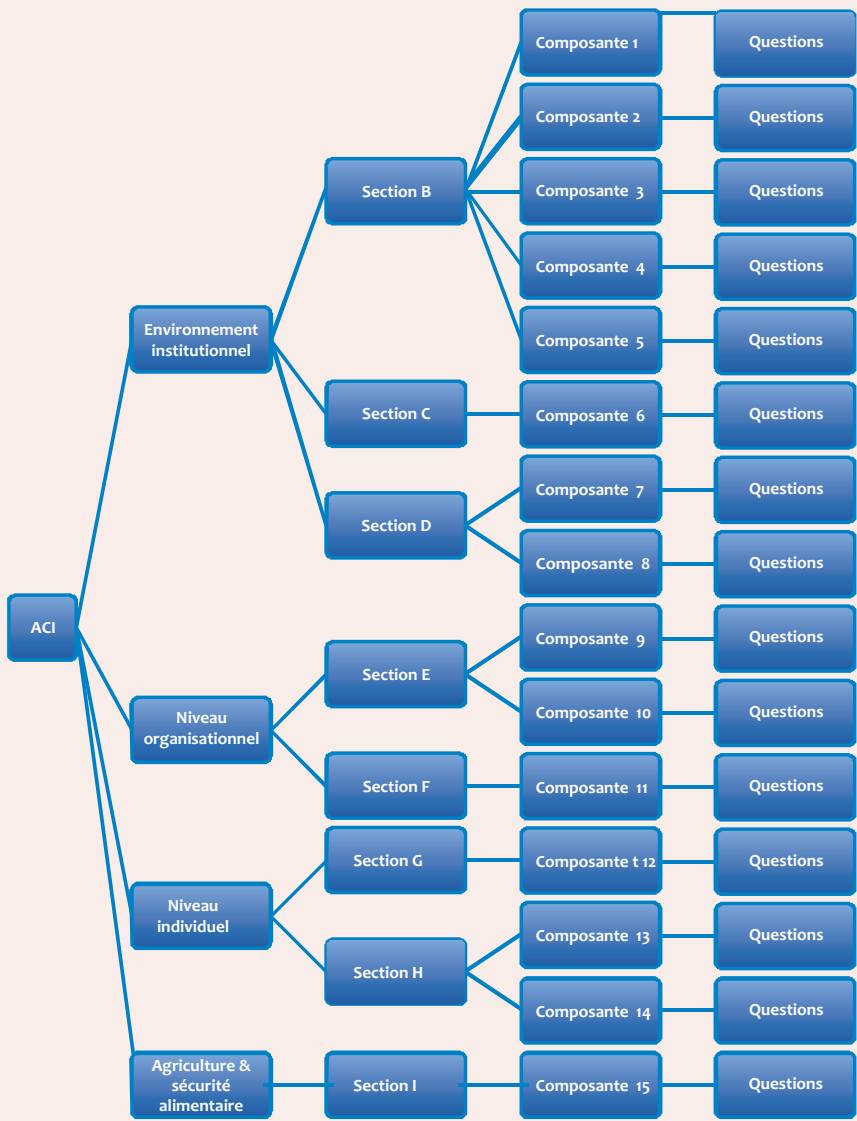 Composante 1
Questions
Composante 2
Questions
Section B
Composante 3
Questions
Composante 4
Questions
Environnement
institutionnel
Composante 5
Questions
Section C
Composante 6
Questions
Composante 7
Questions
Section D
Composante 8
Questions
ACI
Composante 9
Questions
Section E
Composante 10
Questions
Niveau
organisationnel
Section F
Composante 11
Questions
Section G
Composante t 12
Questions
Niveau
individuel
Composante 13
Questions
Section H
Composante 14
Questions
Agriculture &
sécurité
alimentaire
Section I
Composante 15
Questions